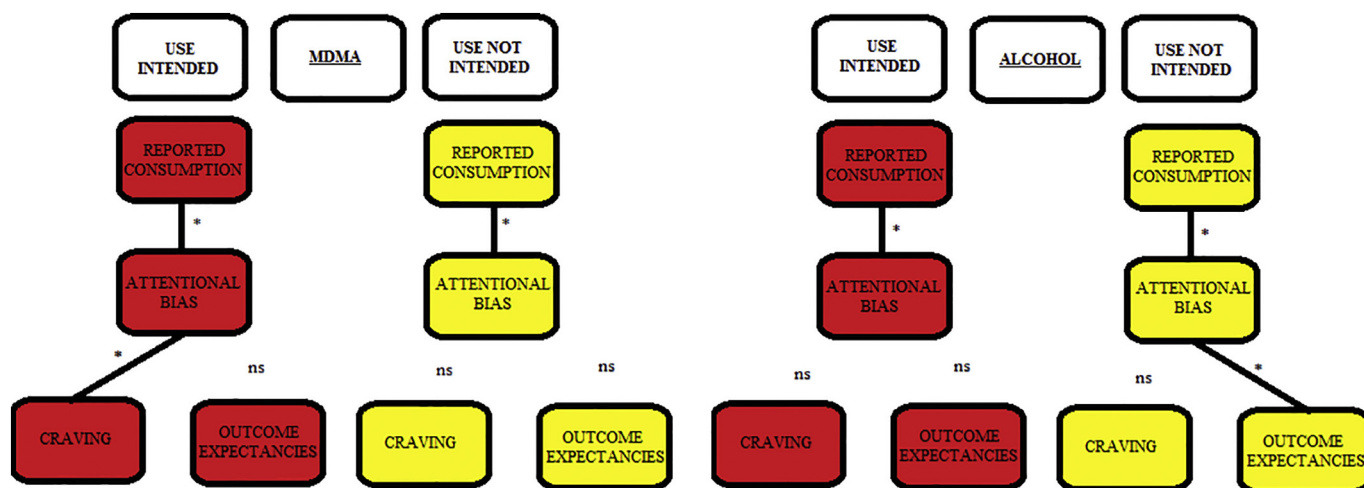 USE
INTENDED
MDMA
USE NOT
INTENDED
REPORTED
CONSUMPTION
REPORTED
CONSUMPTION
*
*
ATTENTIONAL
BIAS
ATTENTIONAL
BIAS
*
ns
ns
ns
CRAVING
OUTCOME
EXPECTANCIES
CRAVING
OUTCOME
EXPECTANCIES
USE
INTENDED
ALCOHOL
USE NOT
INTENDED
REPORTED
CONSUMPTION
REPORTED
CONSUMPTION
*
*
ATTENTIONAL
BIAS
ATTENTIONAL
BIAS
ns
ns
ns
*
CRAVING
OUTCOME
EXPECTANCIES
CRAVING
OUTCOME
EXPECTANCIES